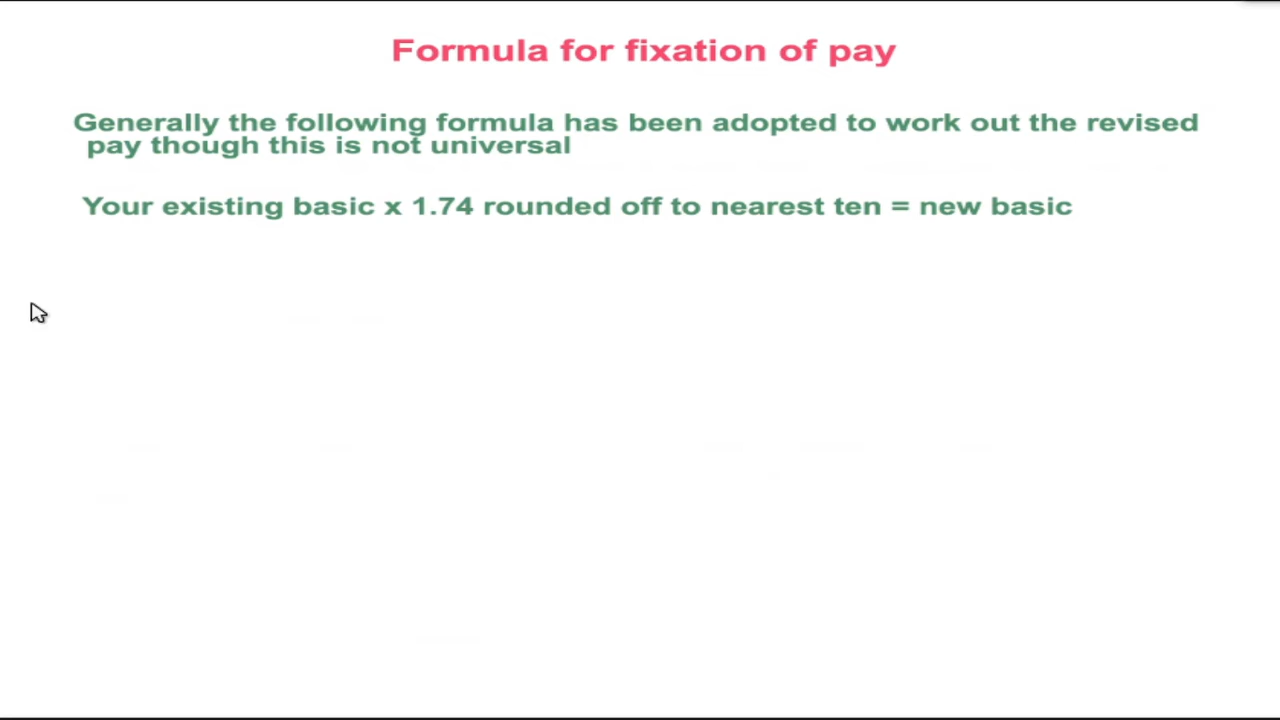 Formula for fixation of pay
Generally the following formula has been adopted to work out the revised
pay though this is not universal
Your existing basic x 1.74 rounded off to nearest ten = new basic